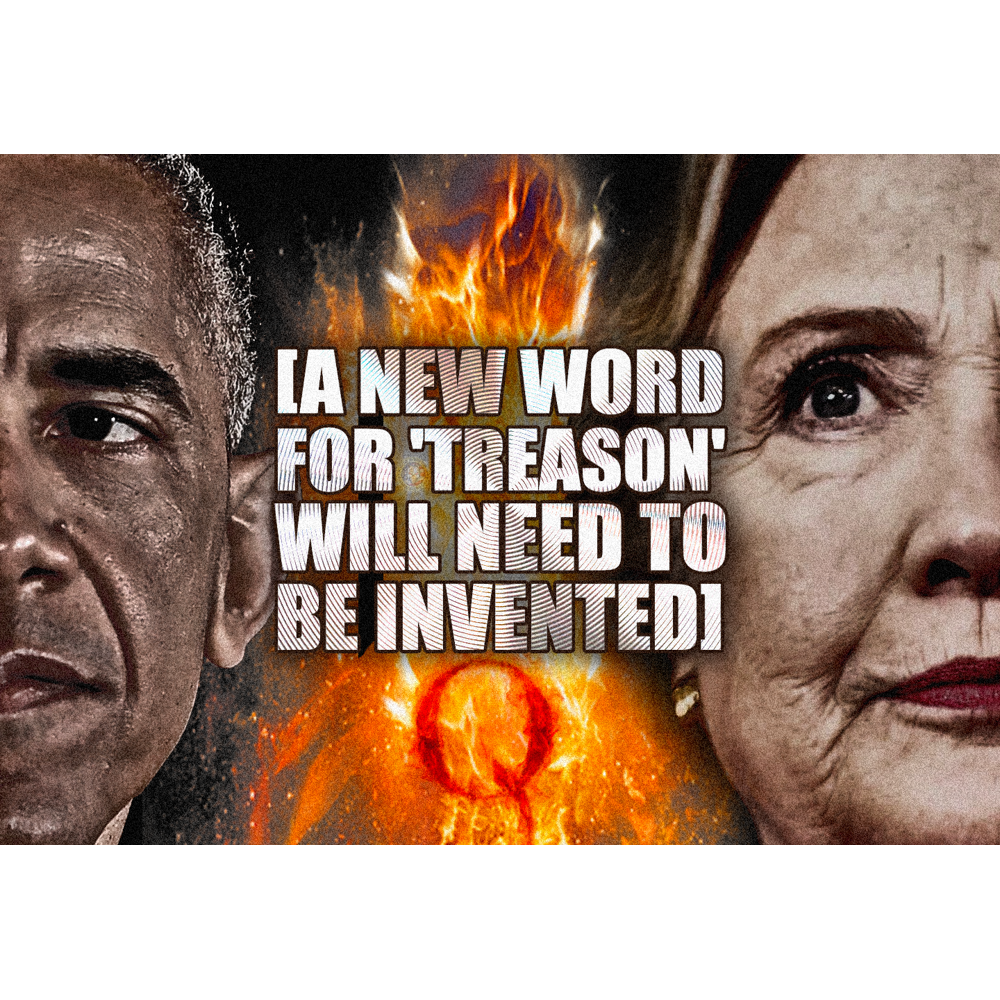 [A NEW WORD
FOR 'TREASON'
WILL NEED TO
BE INVENTED]
Q